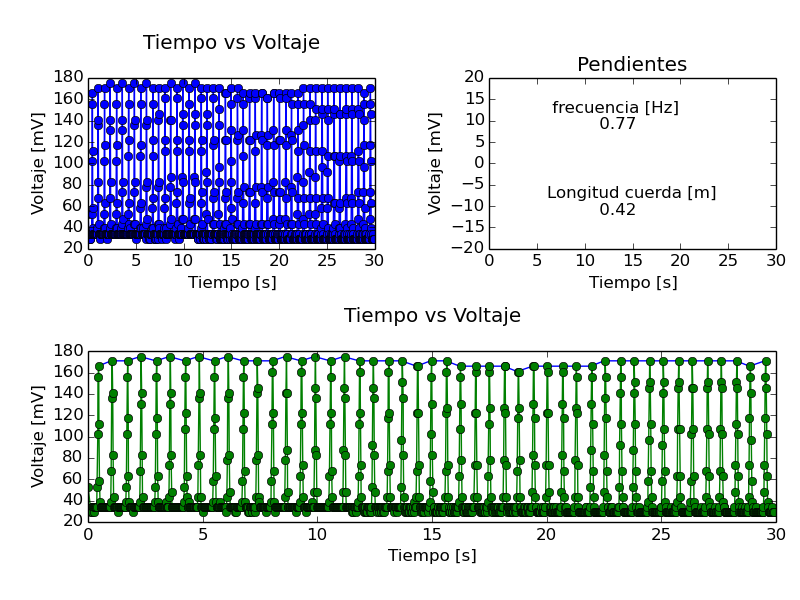 Tiempo vs Voltaje
Voltaje [mV]
180
160
140
120
100
80
60
40
20
0 5 10 15 20 25 30
Tiempo [s]
Pendientes
Voltaje [mV]
20
15
10
5
0
−5
−10
−15
−20
frecuencia [Hz]
0.77
Longitud cuerda [m]
0.42
0 5 10 15 20 25 30
Tiempo [s]
Tiempo vs Voltaje
Voltaje [mV]
180
160
140
120
100
80
60
40
20
0 5 10 15 20 25 30
Tiempo [s]